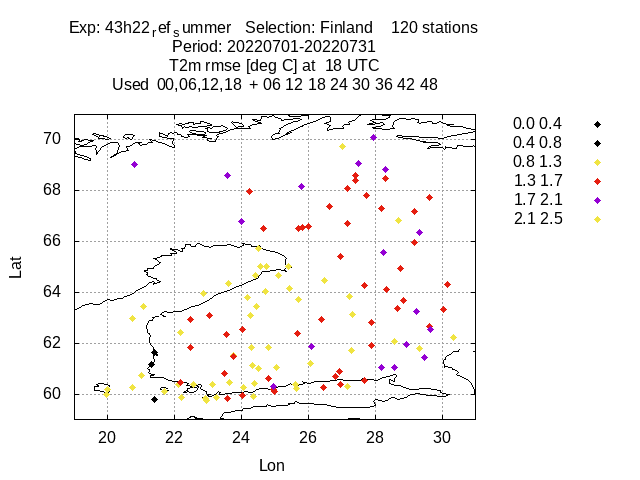 Exp: 43h22refsummer Selection: Finland 120 stations
Period: 20220701-20220731
T2m rmse [deg C] at 18 UTC
Used 00,06,12,18 + 06 12 18 24 30 36 42 48
0.0 0.4
0.4 0.8
0.8 1.3
1.3 1.7
1.7 2.1
2.1 2.5
70
68
66
64
62
60
Lat
20 22 24 26 28 30
Lon